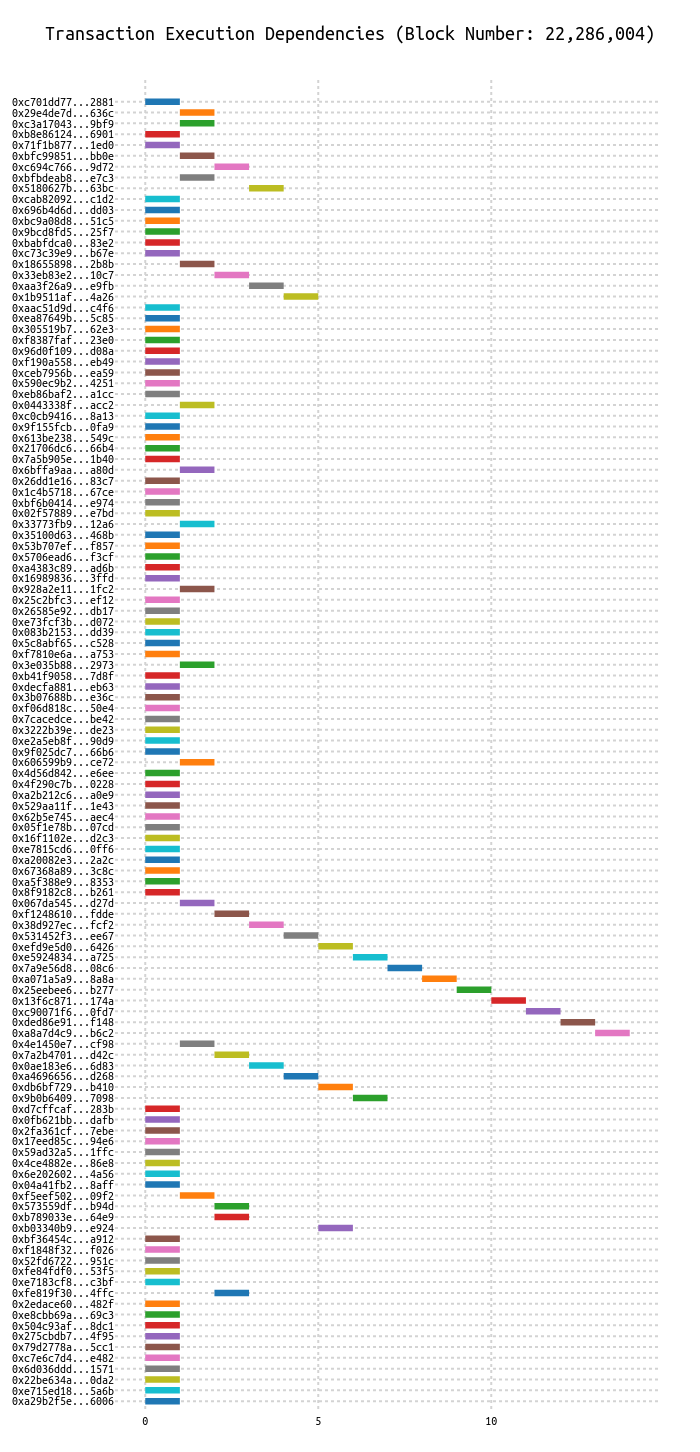 Transaction Execution Dependencies (Block Number: 22,286,004)
0xc701dd77...2881
0x29e4de7d...636c
0xc3a17043...9bf9
0xb8e86124...6901
0x71f1b877...1ed0
0xbfc99851...bb0e
0xc694c766...9d72
0xbfbdeab8...e7c3
0x5180627b...63bc
0xcab82092...c1d2
0x696b4d6d...dd03
0xbc9a08d8...51c5
0x9bcd8fd5...25f7
0xbabfdca0...83e2
0xc73c39e9...b67e
0x18655898...2b8b
0x33eb83e2...10c7
0xaa3f26a9...e9fb
0x1b9511af...4a26
0xaac51d9d...c4f6
0xea87649b...5c85
0x305519b7...62e3
0xf8387faf...23e0
0x96d0f109...d08a
0xf190a558...eb49
0xceb7956b...ea59
0x590ec9b2...4251
0xeb86baf2...a1cc
0x0443338f...acc2
0xc0cb9416...8a13
0x9f155fcb...0fa9
0x613be238...549c
0x21706dc6...66b4
0x7a5b905e...1b40
0x6bffa9aa...a80d
0x26dd1e16...83c7
0x1c4b5718...67ce
0xbf6b0414...e974
0x02f57889...e7bd
0x33773fb9...12a6
0x35100d63...468b
0x53b707ef...f857
0x5706ead6...f3cf
0xa4383c89...ad6b
0x16989836...3ffd
0x928a2e11...1fc2
0x25c2bfc3...ef12
0x26585e92...db17
0xe73fcf3b...d072
0x083b2153...dd39
0x5c8abf65...c528
0xf7810e6a...a753
0x3e035b88...2973
0xb41f9058...7d8f
0xdecfa881...eb63
0x3b07688b...e36c
0xf06d818c...50e4
0x7cacedce...be42
0x3222b39e...de23
0xe2a5eb8f...90d9
0x9f025dc7...66b6
0x606599b9...ce72
0x4d56d842...e6ee
0x4f290c7b...0228
0xa2b212c6...a0e9
0x529aa11f...1e43
0x62b5e745...aec4
0x05f1e78b...07cd
0x16f1102e...d2c3
0xe7815cd6...0ff6
0xa20082e3...2a2c
0x67368a89...3c8c
0xa5f388e9...8353
0x8f9182c8...b261
0x067da545...d27d
0xf1248610...fdde
0x38d927ec...fcf2
0x531452f3...ee67
0xefd9e5d0...6426
0xe5924834...a725
0x7a9e56d8...08c6
0xa071a5a9...8a8a
0x25eebee6...b277
0x13f6c871...174a
0xc90071f6...0fd7
0xded86e91...f148
0xa8a7d4c9...b6c2
0x4e1450e7...cf98
0x7a2b4701...d42c
0x0ae183e6...6d83
0xa4696656...d268
0xdb6bf729...b410
0x9b0b6409...7098
0xd7cffcaf...283b
0x0fb621bb...dafb
0x2fa361cf...7ebe
0x17eed85c...94e6
0x59ad32a5...1ffc
0x4ce4882e...86e8
0x6e202602...4a56
0x04a41fb2...8aff
0xf5eef502...09f2
0x573559df...b94d
0xb789033e...64e9
0xb03340b9...e924
0xbf36454c...a912
0xf1848f32...f026
0x52fd6722...951c
0xfe84fdf0...53f5
0xe7183cf8...c3bf
0xfe819f30...4ffc
0x2edace60...482f
0xe8cbb69a...69c3
0x504c93af...8dc1
0x275cbdb7...4f95
0x79d2778a...5cc1
0xc7e6c7d4...e482
0x6d036ddd...1571
0x22be634a...0da2
0xe715ed18...5a6b
0xa29b2f5e...6006
0 5 10